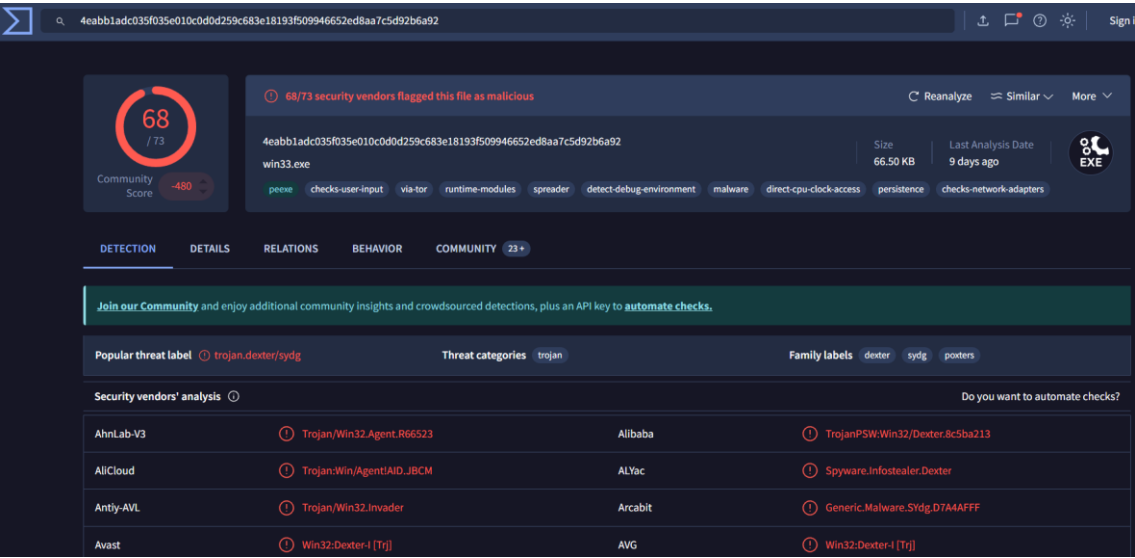 4eabb1adc035f035e010c0d0d259c683e18193f509946652ed8aa7c5d92b6a92
Sign i
68
/ 73
Community
Score
-480
68/73 security vendors flagged this file as malicious
Reanalyze
Similar
More
4eabb1adc035f035e010c0d0d259c683e18193f509946652ed8aa7c5d92b6a92
win33.exe
Size
66.50 KB
Last Analysis Date
9 days ago
EXE
peexe checks-user-input via-tor runtime-modules spreader detect-debug-environment malware direct-cpu-clock-access persistence checks-network-adapters
DETECTION DETAILS RELATIONS BEHAVIOR COMMUNITY 23 +
Join our Community and enjoy additional community insights and crowdsourced detections, plus an API key to automate checks.
Popular threat label trojan.dexter/sydg Threat categories trojan Family labels dexter sydg poxters
Security vendors' analysis Do you want to automate checks?
AhnLab-V3 Trojan/Win32.Agent.R66523 Alibaba TrojanPSW:Win32/Dexter.8c5ba213
AliCloud Trojan:Win/Agent!AID.JBCM ALYac Spyware.Infostealer.Dexter
Antiy-AVL Trojan/Win32.Invader Arcabit Generic.Malware.SYdg.D7A4AFFF
Avast Win32:Dexter-I [Trj] AVG Win32:Dexter-I [Trj]